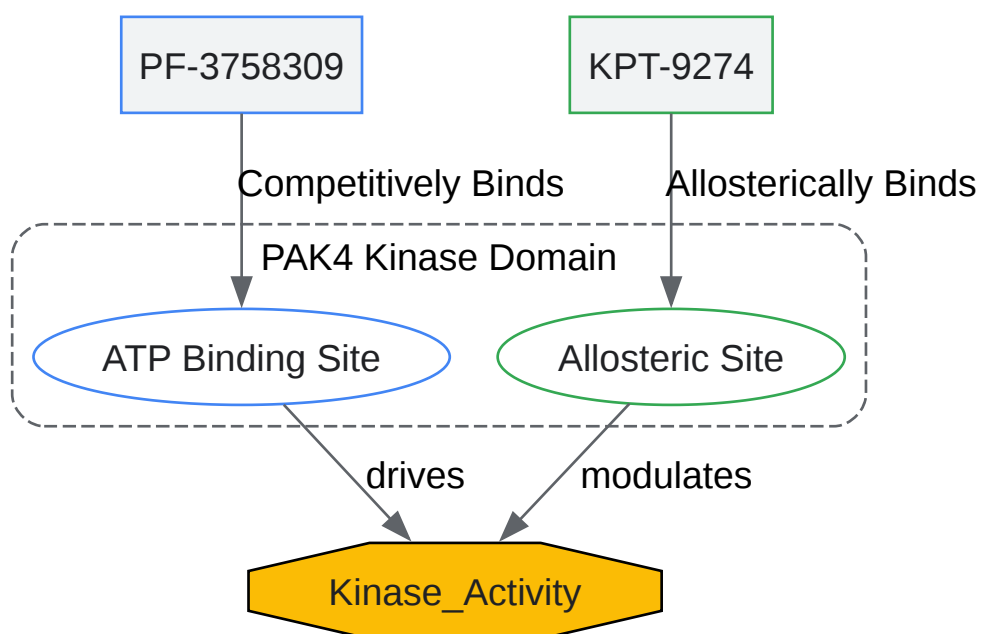 PF-3758309
KPT-9274
Competitively Binds
Allosterically Binds
PAK4 Kinase Domain
ATP Binding Site
Allosteric Site
drives
modulates
Kinase_Activity